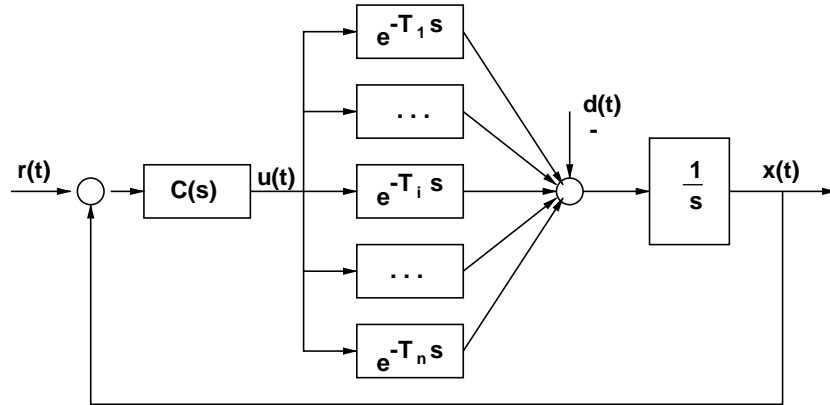 e^-T_1 s
d(t)
-
. . .
r(t)
C(s)
u(t)
e^-T_i s
1
s
x(t)
. . .
e^-T_n s